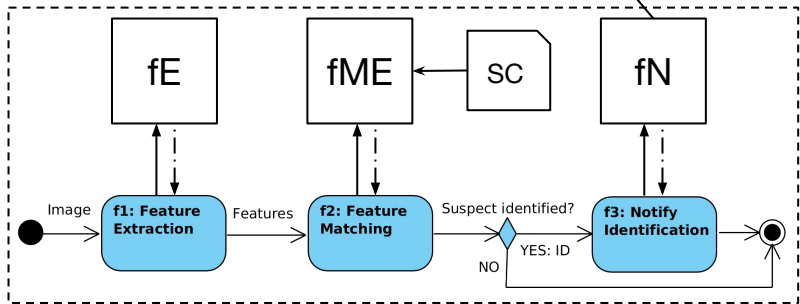 fE
fME
SC
fN
Image
f1: Feature
Extraction
Features
f2: Feature
Matching
Suspect identified?
YES: ID
NO
f3: Notify
Identification